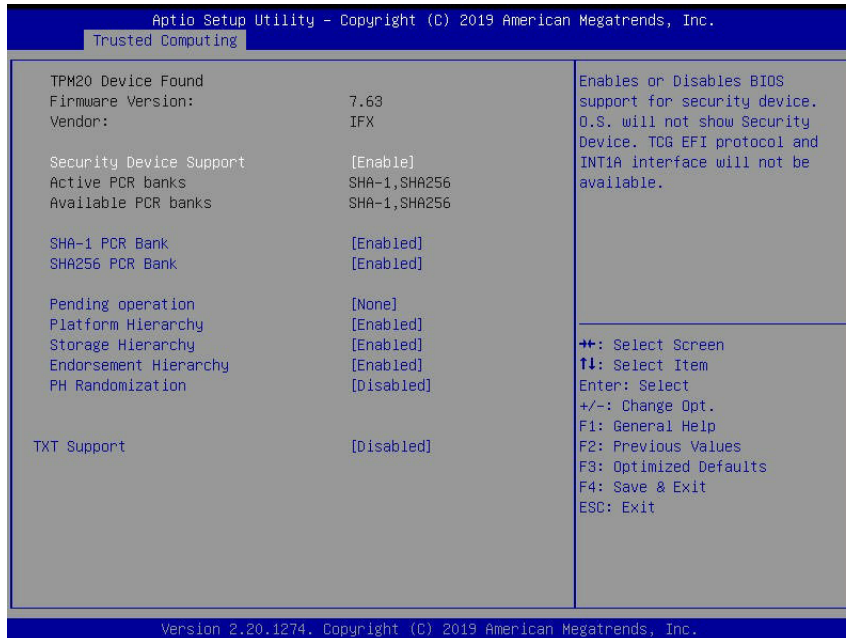 Aptio Setup Utility – Copyright (C) 2019 American Megatrends, Inc.
Trusted Computing
TPM20 Device Found
Firmware Version: 7.63
Vendor: IFX
Security Device Support [Enable]
Active PCR banks SHA-1,SHA256
Available PCR banks SHA-1,SHA256
SHA-1 PCR Bank [Enabled]
SHA256 PCR Bank [Enabled]
Pending operation [None]
Platform Hierarchy [Enabled]
Storage Hierarchy [Enabled]
Endorsement Hierarchy [Enabled]
PH Randomization [Disabled]
TXT Support [Disabled]
Enables or Disables BIOS
support for security device.
O.S. will not show Security
Device. TCG EFI protocol and
INT1A interface will not be
available.
→←: Select Screen
↑↓: Select Item
Enter: Select
+/-: Change Opt.
F1: General Help
F2: Previous Values
F3: Optimized Defaults
F4: Save & Exit
ESC: Exit
Version 2.20.1274. Copyright (C) 2019 American Megatrends, Inc.